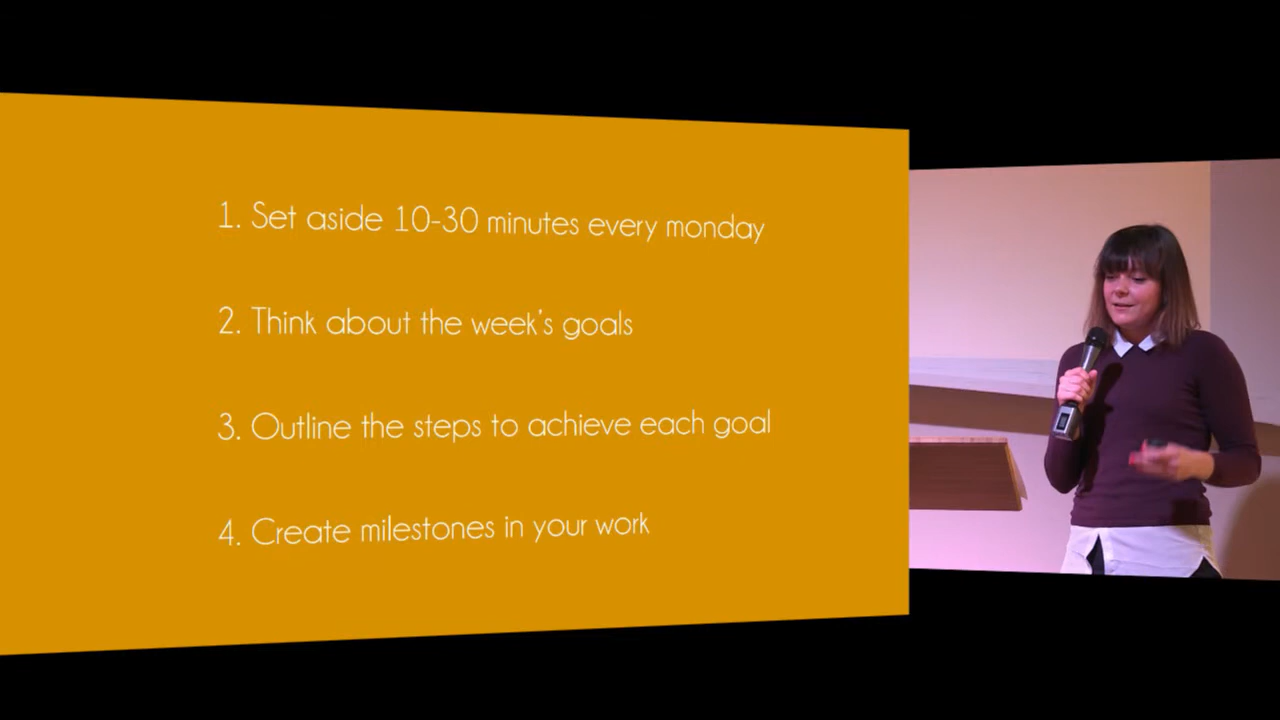 1. Set aside 10-30 minutes every monday
2. Think about the week's goals
3. Outline the steps to achieve each goal
4. Create milestones in your work